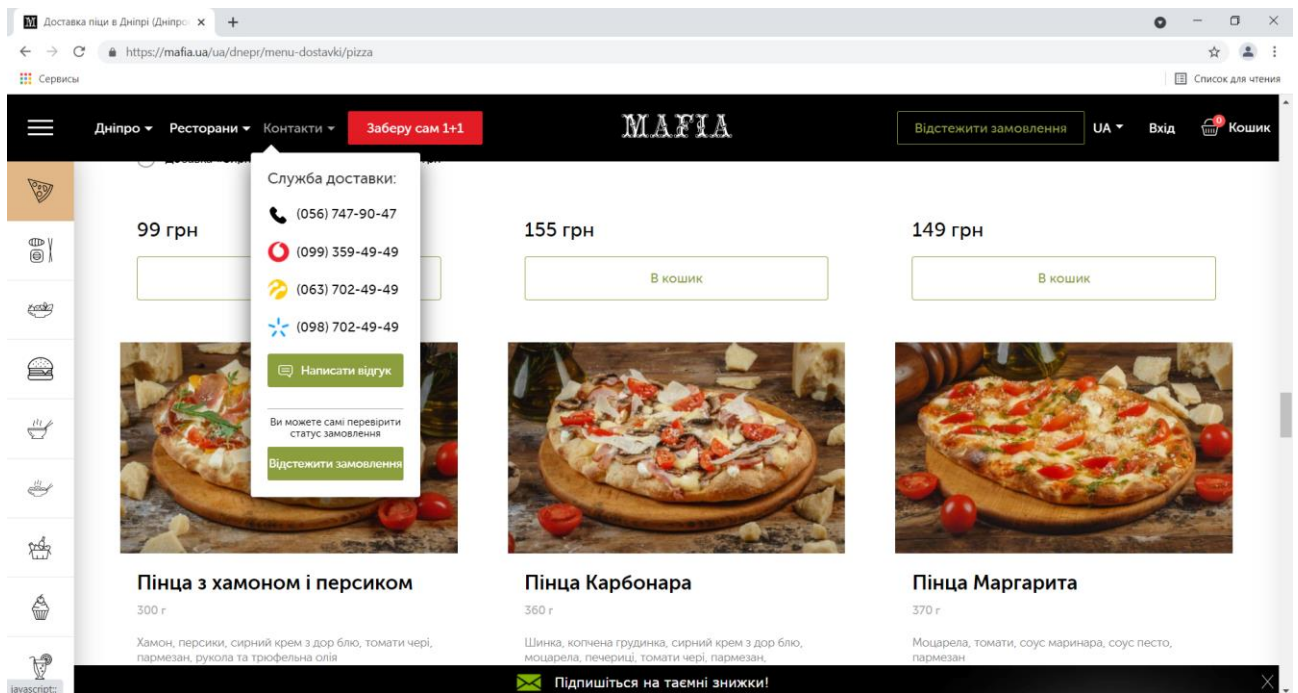 Доставка піци в Дніпрі (Дніпро
https://mafia.ua/ua/dnepr/menu-dostavki/pizza
Сервисы
Список для чтения
Дніпро
Ресторани
Контакти
Заберу сам 1+1
MAFIA
Відстежити замовлення
UA
Вхід
0
Кошик
Служба доставки:
(056) 747-90-47
(099) 359-49-49
(063) 702-49-49
(098) 702-49-49
Написати відгук
Ви можете самі перевірити
статус замовлення
Відстежити замовлення
99 грн
155 грн
149 грн
В кошик
В кошик
Пінца з хамоном і персиком
Пінца Карбонара
Пінца Маргарита
300 г
360 г
370 г
Хамон, персики, сирний крем з дор блю, томати чері,
пармезан, рукола та трюфельна олія
Шинка, копчена грудинка, сирний крем з дор блю,
моцарела, печериці, томати чері, пармезан,
Моцарела, томати, соус маринара, соус песто,
пармезан
Підпишіться на таємні знижки!
javascript:;